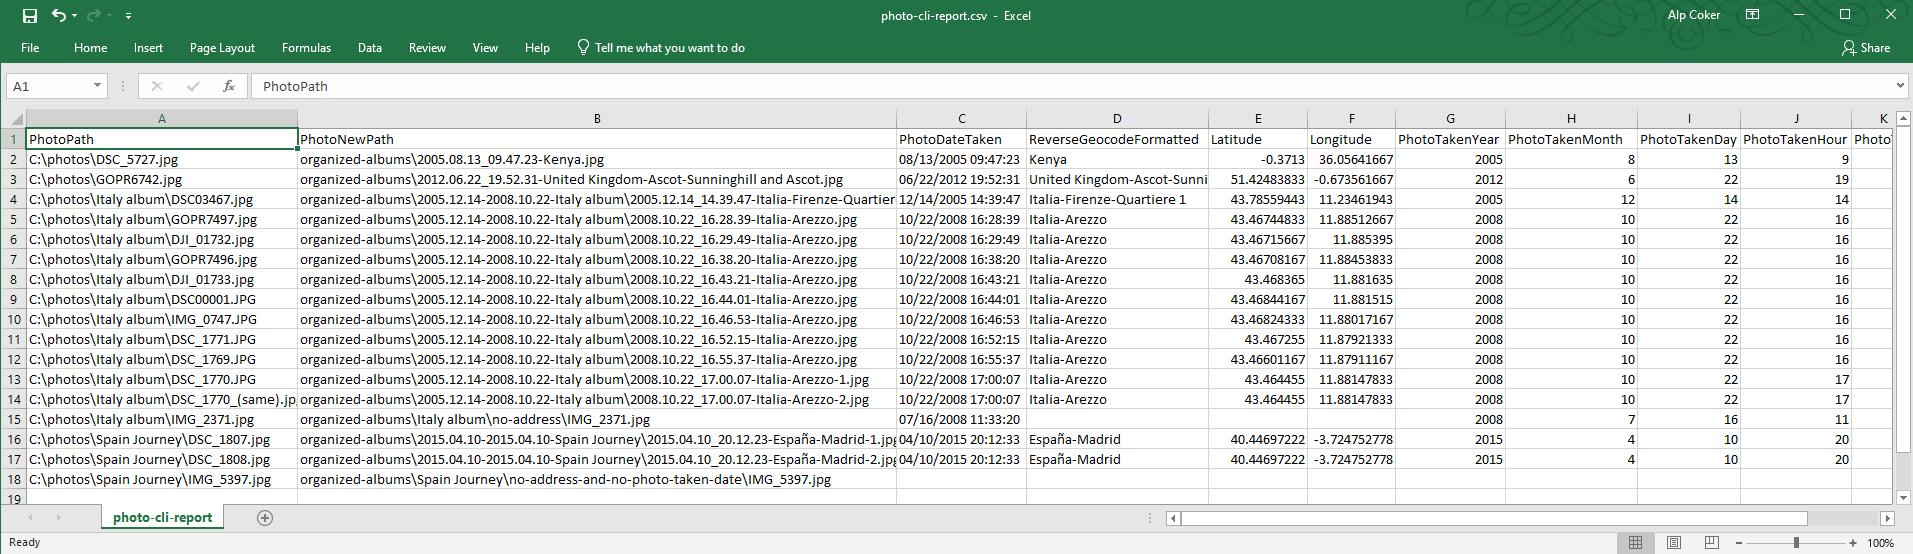 photo-cli-report.csv - Excel
Alp Coker
File Home Insert Page Layout Formulas Data Review View Help Tell me what you want to do Share
A1 fx PhotoPath
A B C D E F G H I J K
1 PhotoPath PhotoNewPath PhotoDateTaken ReverseGeocodeFormatted Latitude Longitude PhotoTakenYear PhotoTakenMonth PhotoTakenDay PhotoTakenHour
2 C:\photos\DSC_5727.jpg organized-albums\2005.08.13_09.47.23-Kenya.jpg 08/13/2005 09:47:23 Kenya -0.3713 36.05641667 2005 8 13 9
3 C:\photos\GOPR6742.jpg organized-albums\2012.06.22_19.52.31-United Kingdom-Ascot-Sunninghill and Ascot.jpg 06/22/2012 19:52:31 United Kingdom-Ascot-Sunni 51.42483833 -0.673561667 2012 6 22 19
4 C:\photos\Italy album\DSC03467.jpg organized-albums\2005.12.14-2008.10.22-Italy album\2005.12.14_14.39.47-Italia-Firenze-Quartier 12/14/2005 14:39:47 Italia-Firenze-Quartiere 1 43.78559443 11.23461943 2005 12 14 14
5 C:\photos\Italy album\GOPR7497.jpg organized-albums\2005.12.14-2008.10.22-Italy album\2008.10.22_16.28.39-Italia-Arezzo.jpg 10/22/2008 16:28:39 Italia-Arezzo 43.46744833 11.88512667 2008 10 22 16
6 C:\photos\Italy album\DJI_01732.jpg organized-albums\2005.12.14-2008.10.22-Italy album\2008.10.22_16.29.49-Italia-Arezzo.jpg 10/22/2008 16:29:49 Italia-Arezzo 43.46715667 11.885395 2008 10 22 16
7 C:\photos\Italy album\GOPR7496.jpg organized-albums\2005.12.14-2008.10.22-Italy album\2008.10.22_16.38.20-Italia-Arezzo.jpg 10/22/2008 16:38:20 Italia-Arezzo 43.46708167 11.88453833 2008 10 22 16
8 C:\photos\Italy album\DJI_01733.jpg organized-albums\2005.12.14-2008.10.22-Italy album\2008.10.22_16.43.21-Italia-Arezzo.jpg 10/22/2008 16:43:21 Italia-Arezzo 43.468365 11.881635 2008 10 22 16
9 C:\photos\Italy album\DSC00001.JPG organized-albums\2005.12.14-2008.10.22-Italy album\2008.10.22_16.44.01-Italia-Arezzo.jpg 10/22/2008 16:44:01 Italia-Arezzo 43.46844167 11.881515 2008 10 22 16
10 C:\photos\Italy album\IMG_0747.JPG organized-albums\2005.12.14-2008.10.22-Italy album\2008.10.22_16.46.53-Italia-Arezzo.jpg 10/22/2008 16:46:53 Italia-Arezzo 43.46824333 11.88017167 2008 10 22 16
11 C:\photos\Italy album\DSC_1771.JPG organized-albums\2005.12.14-2008.10.22-Italy album\2008.10.22_16.52.15-Italia-Arezzo.jpg 10/22/2008 16:52:15 Italia-Arezzo 43.467255 11.87921333 2008 10 22 16
12 C:\photos\Italy album\DSC_1769.JPG organized-albums\2005.12.14-2008.10.22-Italy album\2008.10.22_16.55.37-Italia-Arezzo.jpg 10/22/2008 16:55:37 Italia-Arezzo 43.46601167 11.87911167 2008 10 22 16
13 C:\photos\Italy album\DSC_1770.JPG organized-albums\2005.12.14-2008.10.22-Italy album\2008.10.22_17.00.07-Italia-Arezzo-1.jpg 10/22/2008 17:00:07 Italia-Arezzo 43.464455 11.88147833 2008 10 22 17
14 C:\photos\Italy album\DSC_1770_(same).jp organized-albums\2005.12.14-2008.10.22-Italy album\2008.10.22_17.00.07-Italia-Arezzo-2.jpg 10/22/2008 17:00:07 Italia-Arezzo 43.464455 11.88147833 2008 10 22 17
15 C:\photos\Italy album\IMG_2371.jpg organized-albums\Italy album\no-address\IMG_2371.jpg 07/16/2008 11:33:20 2008 7 16 11
16 C:\photos\Spain Journey\DSC_1807.jpg organized-albums\2015.04.10-2015.04.10-Spain Journey\2015.04.10_20.12.23-España-Madrid-1.jpg 04/10/2015 20:12:33 España-Madrid 40.44697222 -3.724752778 2015 4 10 20
17 C:\photos\Spain Journey\DSC_1808.jpg organized-albums\2015.04.10-2015.04.10-Spain Journey\2015.04.10_20.12.23-España-Madrid-2.jpg 04/10/2015 20:12:33 España-Madrid 40.44697222 -3.724752778 2015 4 10 20
18 C:\photos\Spain Journey\IMG_5397.jpg organized-albums\Spain Journey\no-address-and-no-photo-taken-date\IMG_5397.jpg
19
photo-cli-report
Ready 100%